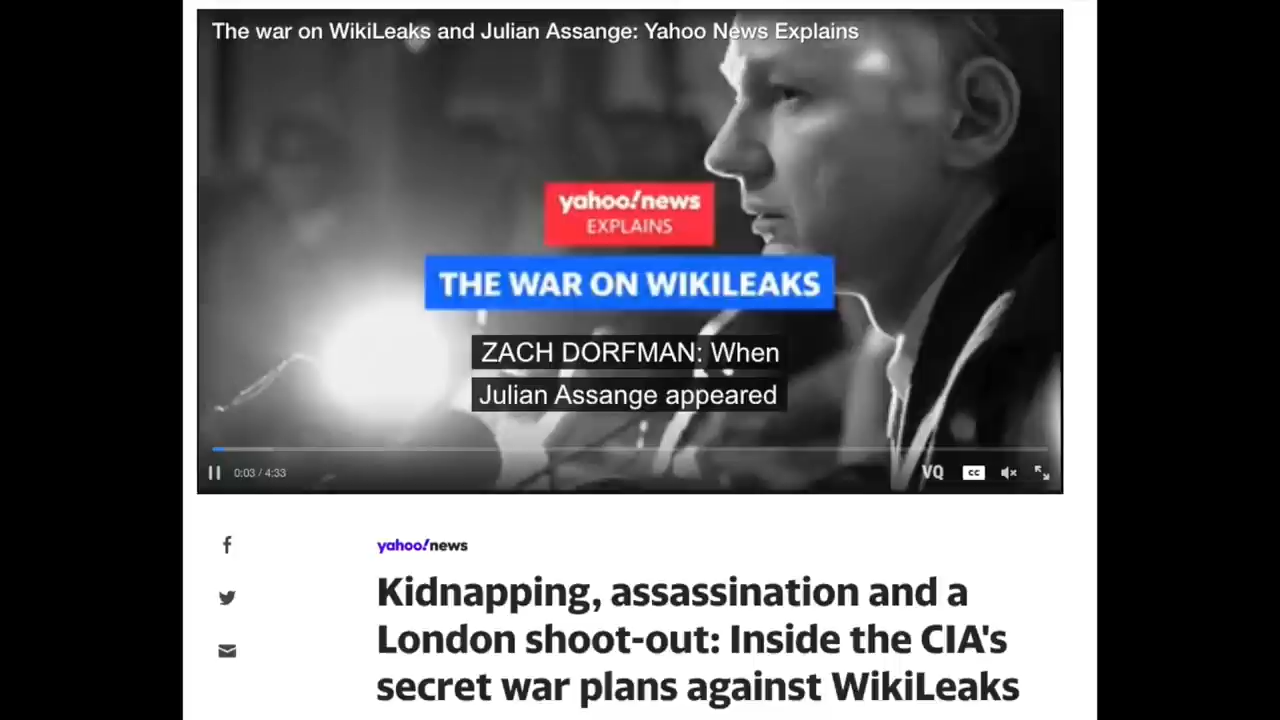 The war on WikiLeaks and Julian Assange: Yahoo News Explains
yahoo!news
EXPLAINS
THE WAR ON WIKILEAKS
ZACH DORFMAN: When
Julian Assange appeared
0:03 / 4:33
VQ
CC
yahoo!news
Kidnapping, assassination and a
London shoot-out: Inside the CIA's
secret war plans against WikiLeaks